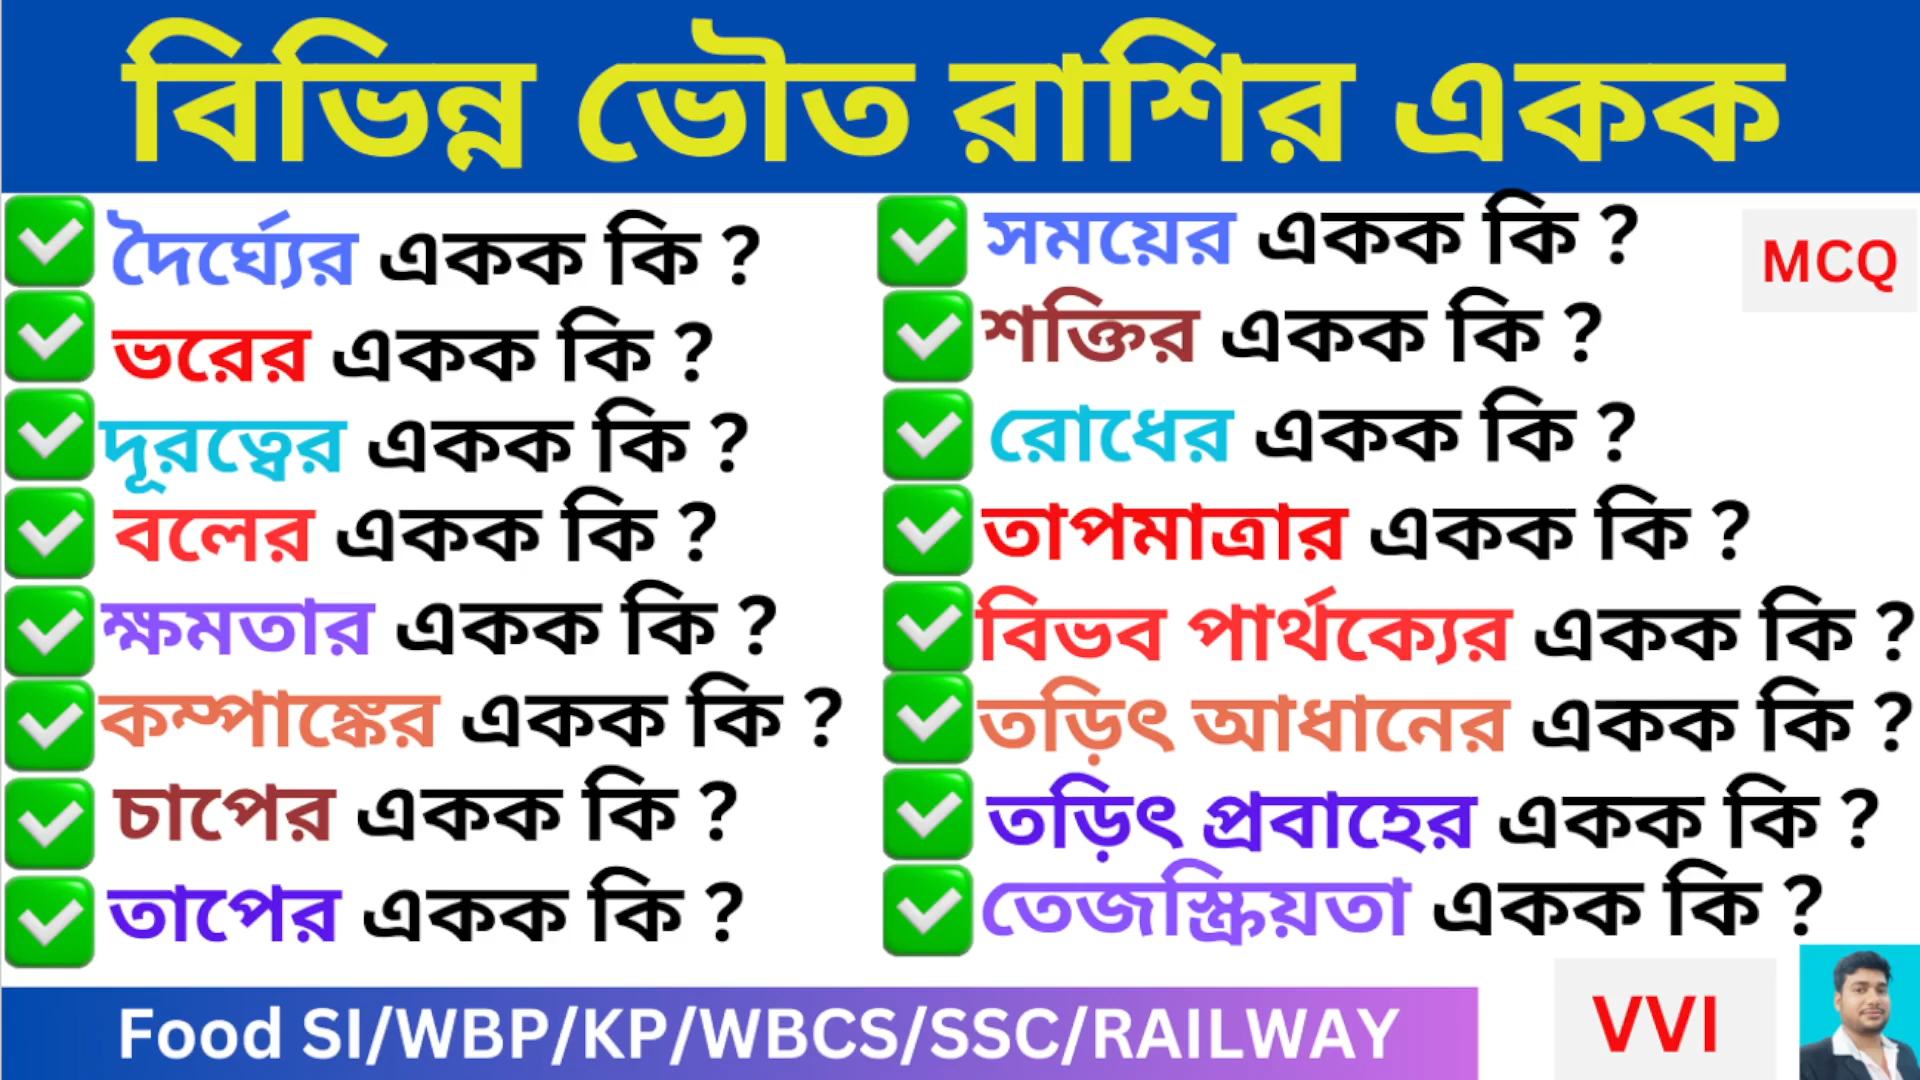 বিভিন্ন ভৌত রাশির একক
দৈর্ঘ্যের একক কি ?
ভরের একক কি ?
দূরত্বের একক কি ?
বলের একক কি ?
ক্ষমতার একক কি ?
কম্পাঙ্কের একক কি ?
চাপের একক কি ?
তাপের একক কি ?
সময়ের একক কি ?
শক্তির একক কি ?
রোধের একক কি ?
তাপমাত্রার একক কি ?
বিভব পার্থক্যের একক কি ?
তড়িৎ আধানের একক কি ?
তড়িৎ প্রবাহের একক কি ?
তেজস্ক্রিয়তা একক কি ?
MCQ
Food SI/WBP/KP/WBCS/SSC/RAILWAY
VVI